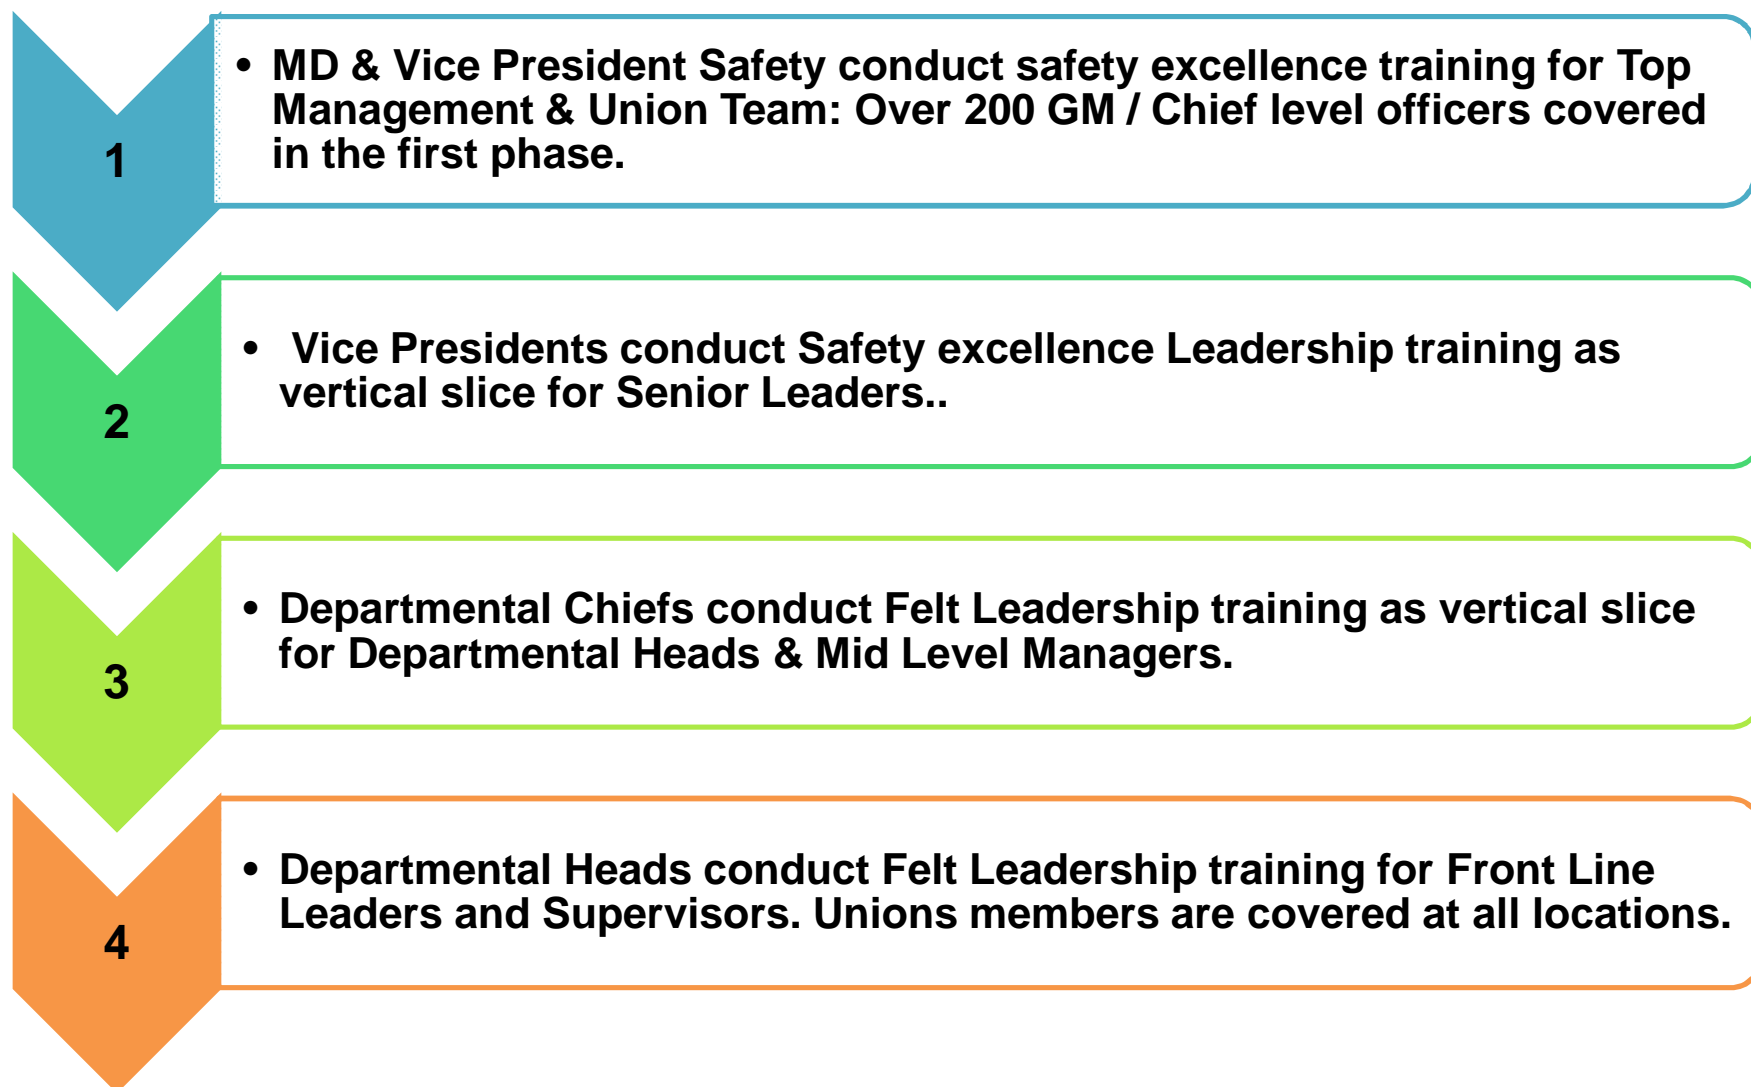 1
• MD & Vice President Safety conduct safety excellence training for Top
Management & Union Team: Over 200 GM / Chief level officers covered
in the first phase.
2
• Vice Presidents conduct Safety excellence Leadership training as
vertical slice for Senior Leaders..
3
• Departmental Chiefs conduct Felt Leadership training as vertical slice
for Departmental Heads & Mid Level Managers.
4
• Departmental Heads conduct Felt Leadership training for Front Line
Leaders and Supervisors. Unions members are covered at all locations.